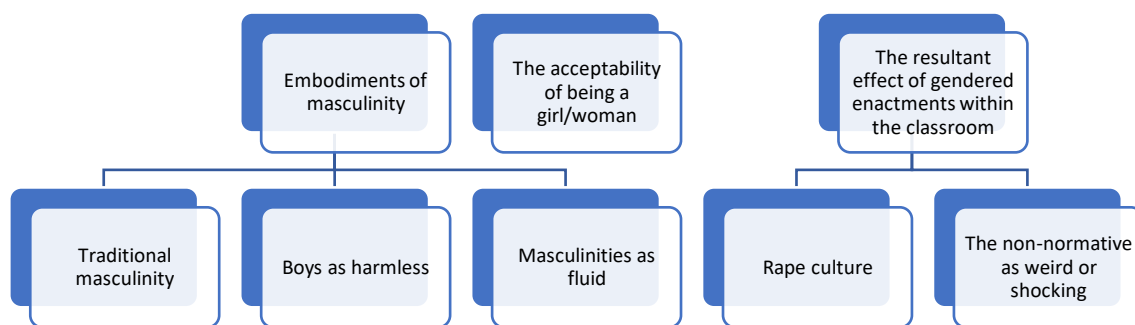 Embodiments of
masculinity
The acceptability
of being a
girl/woman
The resultant
effect of gendered
enactments within
the classroom
Traditional
masculinity
Boys as harmless
Masculinities as
fluid
Rape culture
The non-normative
as weird or
shocking